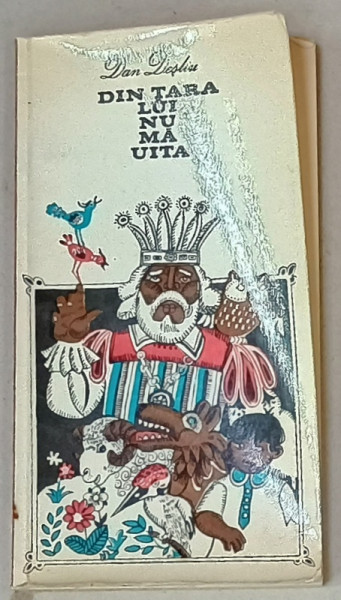 Dan Deşliu
DIN ŢARA
LUI
NU
MĂ
UITA